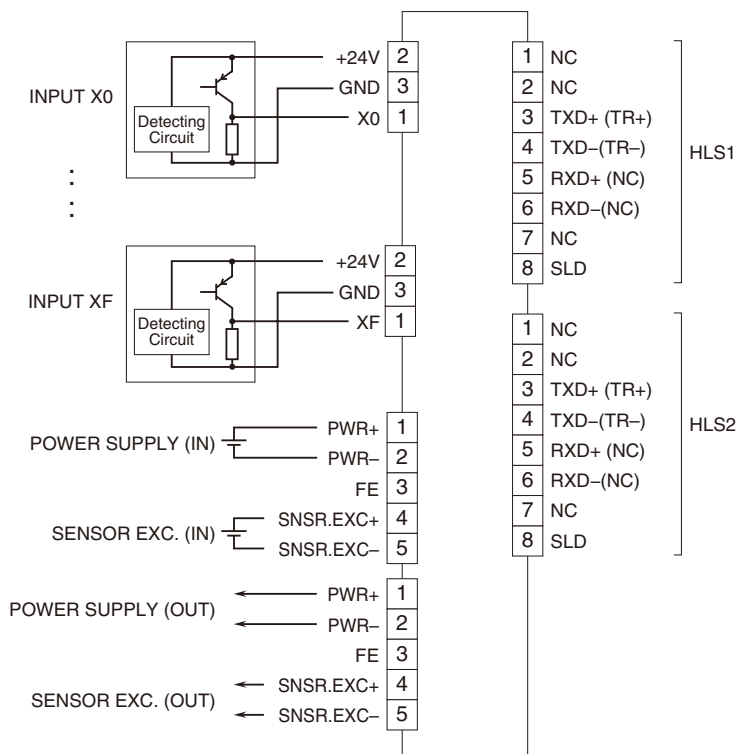 INPUT X0
Detecting
Circuit
+24V 2
GND 3
X0 1
INPUT XF
Detecting
Circuit
+24V 2
GND 3
XF 1
POWER SUPPLY (IN)
PWR+ 1
PWR– 2
FE 3
SENSOR EXC. (IN)
SNSR.EXC+ 4
SNSR.EXC– 5
POWER SUPPLY (OUT)
PWR+ 1
PWR– 2
FE 3
SENSOR EXC. (OUT)
SNSR.EXC+ 4
SNSR.EXC– 5
1 NC
2 NC
3 TXD+ (TR+)
4 TXD–(TR–)
5 RXD+ (NC)
6 RXD–(NC)
7 NC
8 SLD
HLS1
1 NC
2 NC
3 TXD+ (TR+)
4 TXD–(TR–)
5 RXD+ (NC)
6 RXD–(NC)
7 NC
8 SLD
HLS2